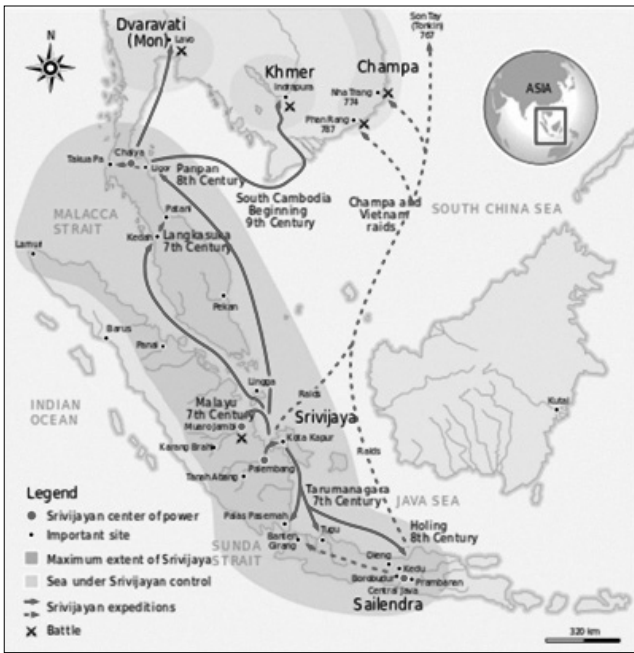 Dvaravati
(Mon)
Lavo
N
Son Tay
(Tonkin)
767
Khmer
Indrapura
Champa
Nha Trang
774
Phan Rang
787
ASIA
Chaiya
Takua Pa
Ligor
Panpan
8th Century
South Cambodia
Beginning
9th Century
Champa and
Vietnam
raids
SOUTH CHINA SEA
MALACCA
STRAIT
Patani
Kedah
Langkasuka
7th Century
Lamuri
Pekan
Barus
Panai
INDIAN
OCEAN
Lingga
Raids
Malayu
7th Century
Muaro Jambi
Srivijaya
Kota Kapur
Karang Brahi
Palembang
Tanah Abang
Kutai
Raids
Tarumanagara
7th Century
JAVA SEA
Palas Pasemah
Holing
8th Century
SUNDA
STRAIT
Banten
Girang
Tugu
Dieng
Kedu
Borobudur
Prambanan
Central Java
Sailendra
Legend
Srivijayan center of power
Important site
Maximum extent of Srivijaya
Sea under Srivijayan control
Srivijayan expeditions
Battle
320 km